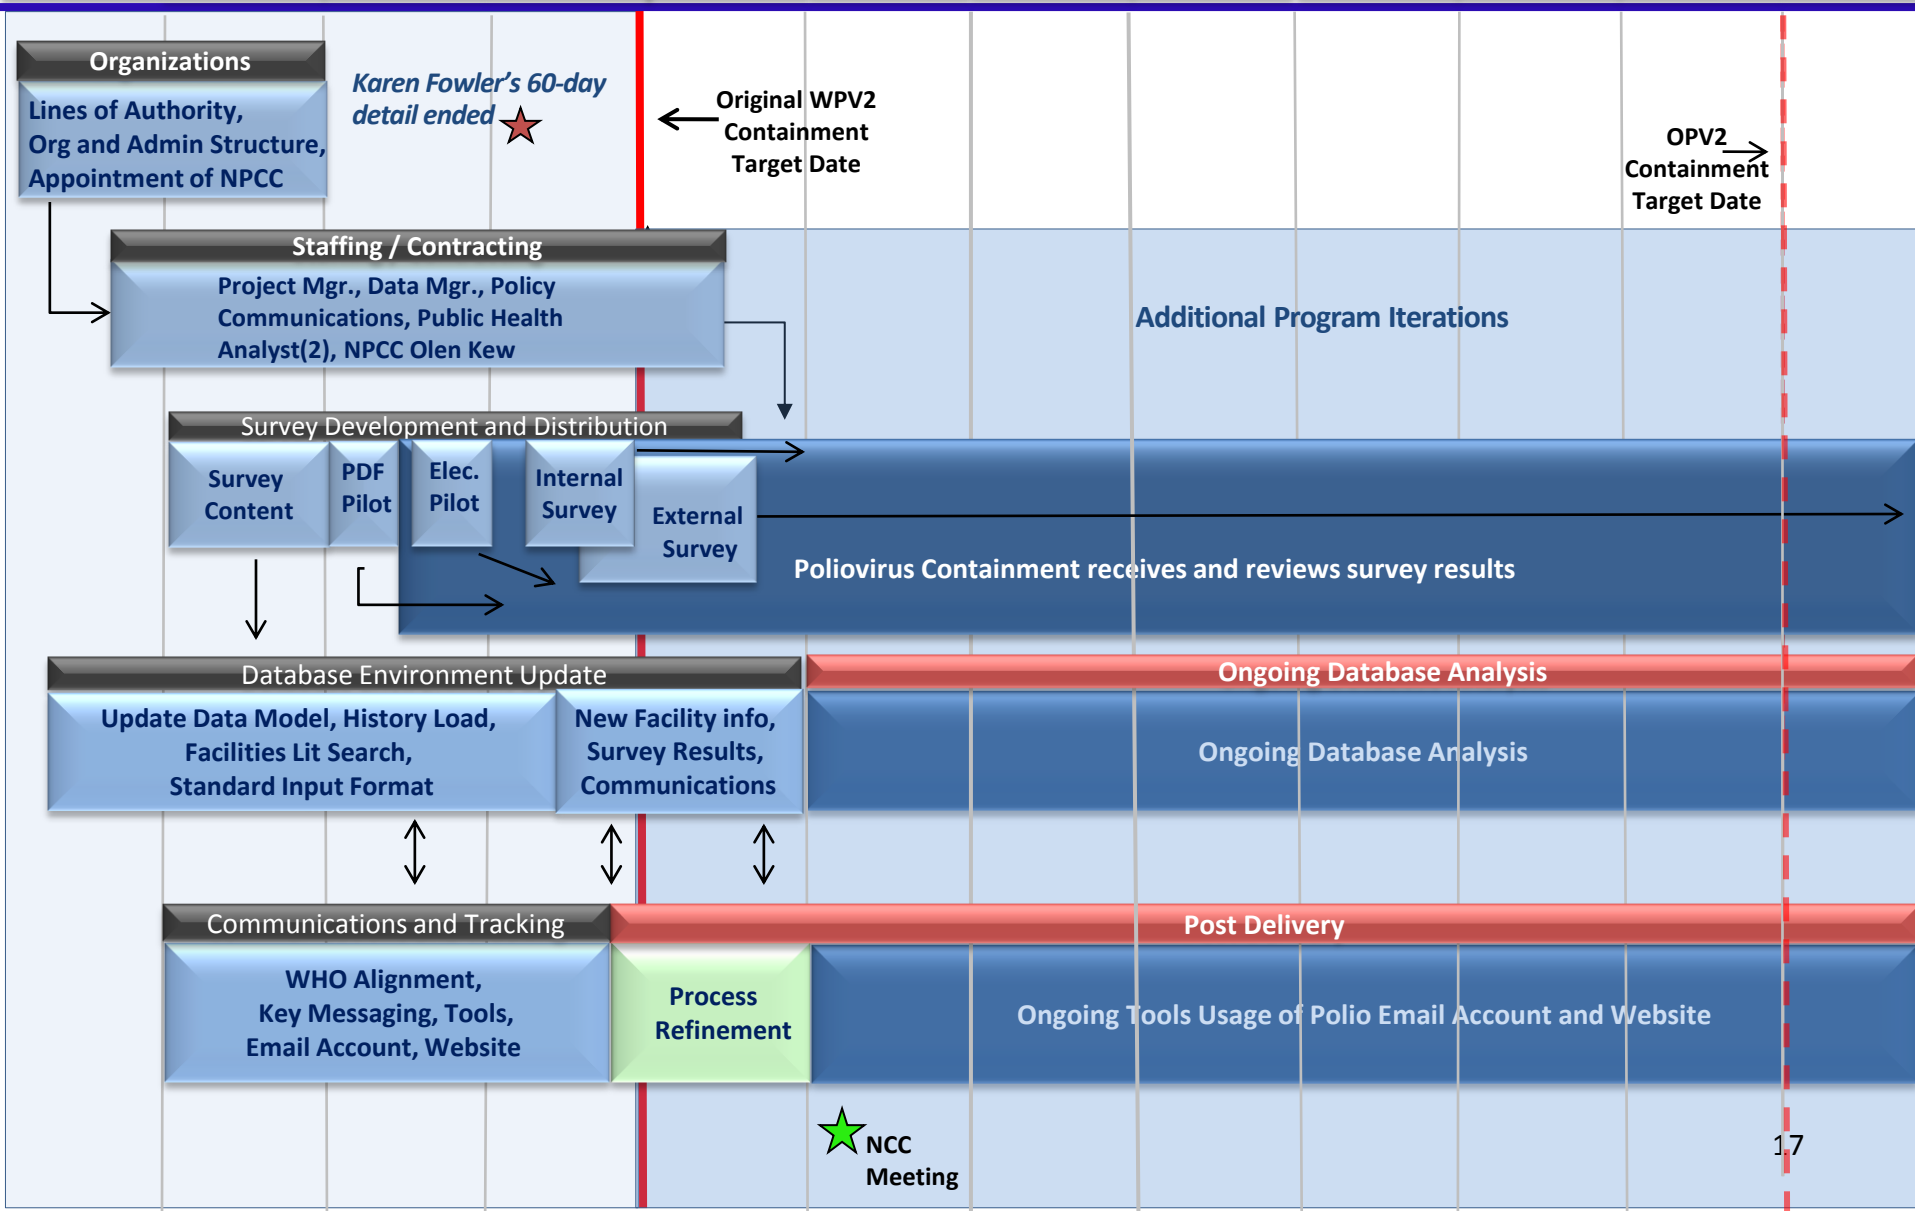 Organizations
Lines of Authority,
Org and Admin Structure,
Appointment of NPCC
Karen Fowler’s 60-day
detail ended
Original WPV2
Containment
Target Date
OPV2
Containment
Target Date
Staffing / Contracting
Project Mgr., Data Mgr., Policy
Communications, Public Health
Analyst(2), NPCC Olen Kew
Additional Program Iterations
Survey Development and Distribution
Survey
Content
PDF
Pilot
Elec.
Pilot
Internal
Survey
External
Survey
Poliovirus Containment receives and reviews survey results
Database Environment Update
Ongoing Database Analysis
Update Data Model, History Load,
Facilities Lit Search,
Standard Input Format
New Facility info,
Survey Results,
Communications
Ongoing Database Analysis
Communications and Tracking
Post Delivery
WHO Alignment,
Key Messaging, Tools,
Email Account, Website
Process
Refinement
Ongoing Tools Usage of Polio Email Account and Website
NCC
Meeting
17